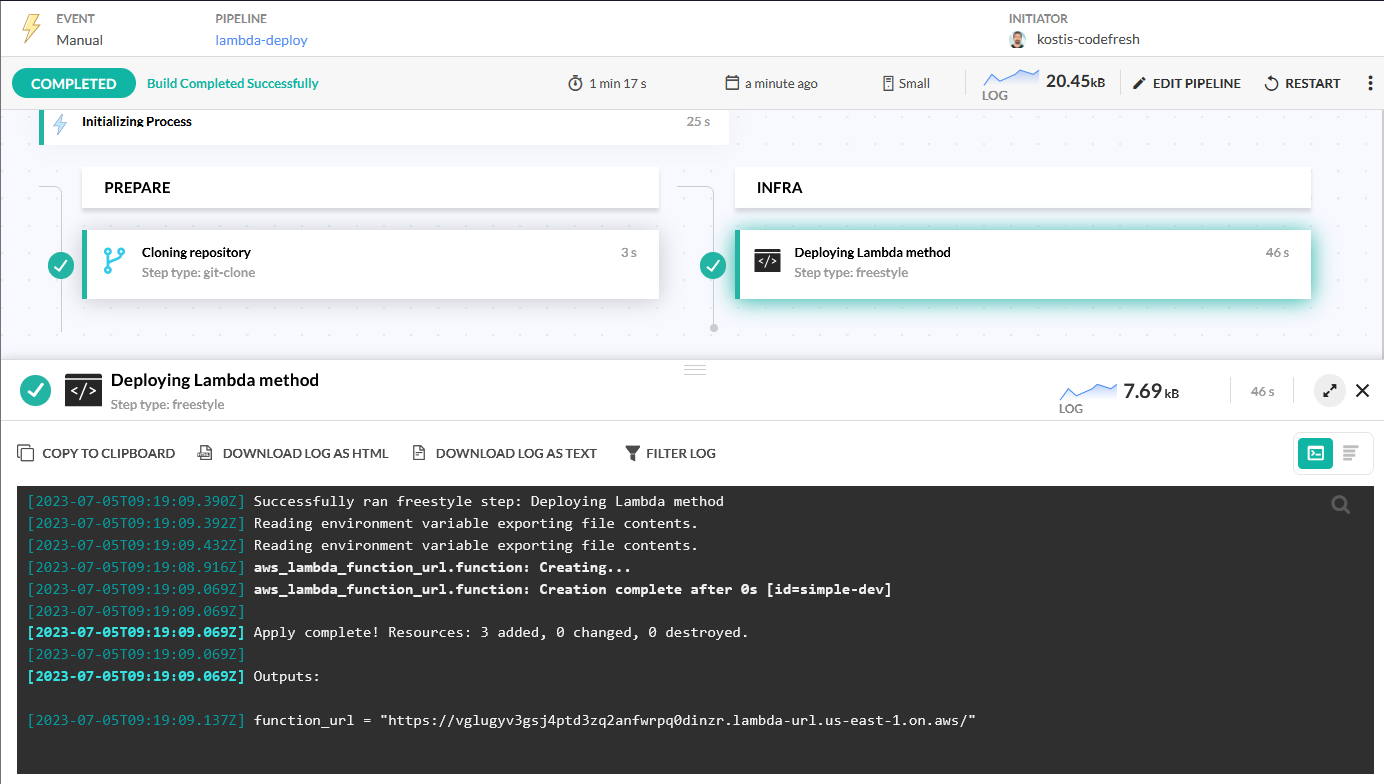 EVENT
Manual
PIPELINE
lambda-deploy
INITIATOR
kostis-codefresh
COMPLETED
Build Completed Successfully
1 min 17 s
a minute ago
Small
LOG
20.45kB
EDIT PIPELINE
RESTART
Initializing Process
25 s
PREPARE
INFRA
Cloning repository
3 s
Step type: git-clone
Deploying Lambda method
46 s
Step type: freestyle
Deploying Lambda method
Step type: freestyle
LOG
7.69 kB
46 s
COPY TO CLIPBOARD
DOWNLOAD LOG AS HTML
DOWNLOAD LOG AS TEXT
FILTER LOG
[2023-07-05T09:19:09.390Z] Successfully ran freestyle step: Deploying Lambda method
[2023-07-05T09:19:09.392Z] Reading environment variable exporting file contents.
[2023-07-05T09:19:09.432Z] Reading environment variable exporting file contents.
[2023-07-05T09:19:08.916Z] aws_lambda_function_url.function: Creating...
[2023-07-05T09:19:09.069Z] aws_lambda_function_url.function: Creation complete after 0s [id=simple-dev]
[2023-07-05T09:19:09.069Z]
[2023-07-05T09:19:09.069Z] Apply complete! Resources: 3 added, 0 changed, 0 destroyed.
[2023-07-05T09:19:09.069Z]
[2023-07-05T09:19:09.069Z] Outputs:
[2023-07-05T09:19:09.137Z] function_url = "https://vglugyv3gsj4ptd3zq2anfwrpq0dinzr.lambda-url.us-east-1.on.aws/"